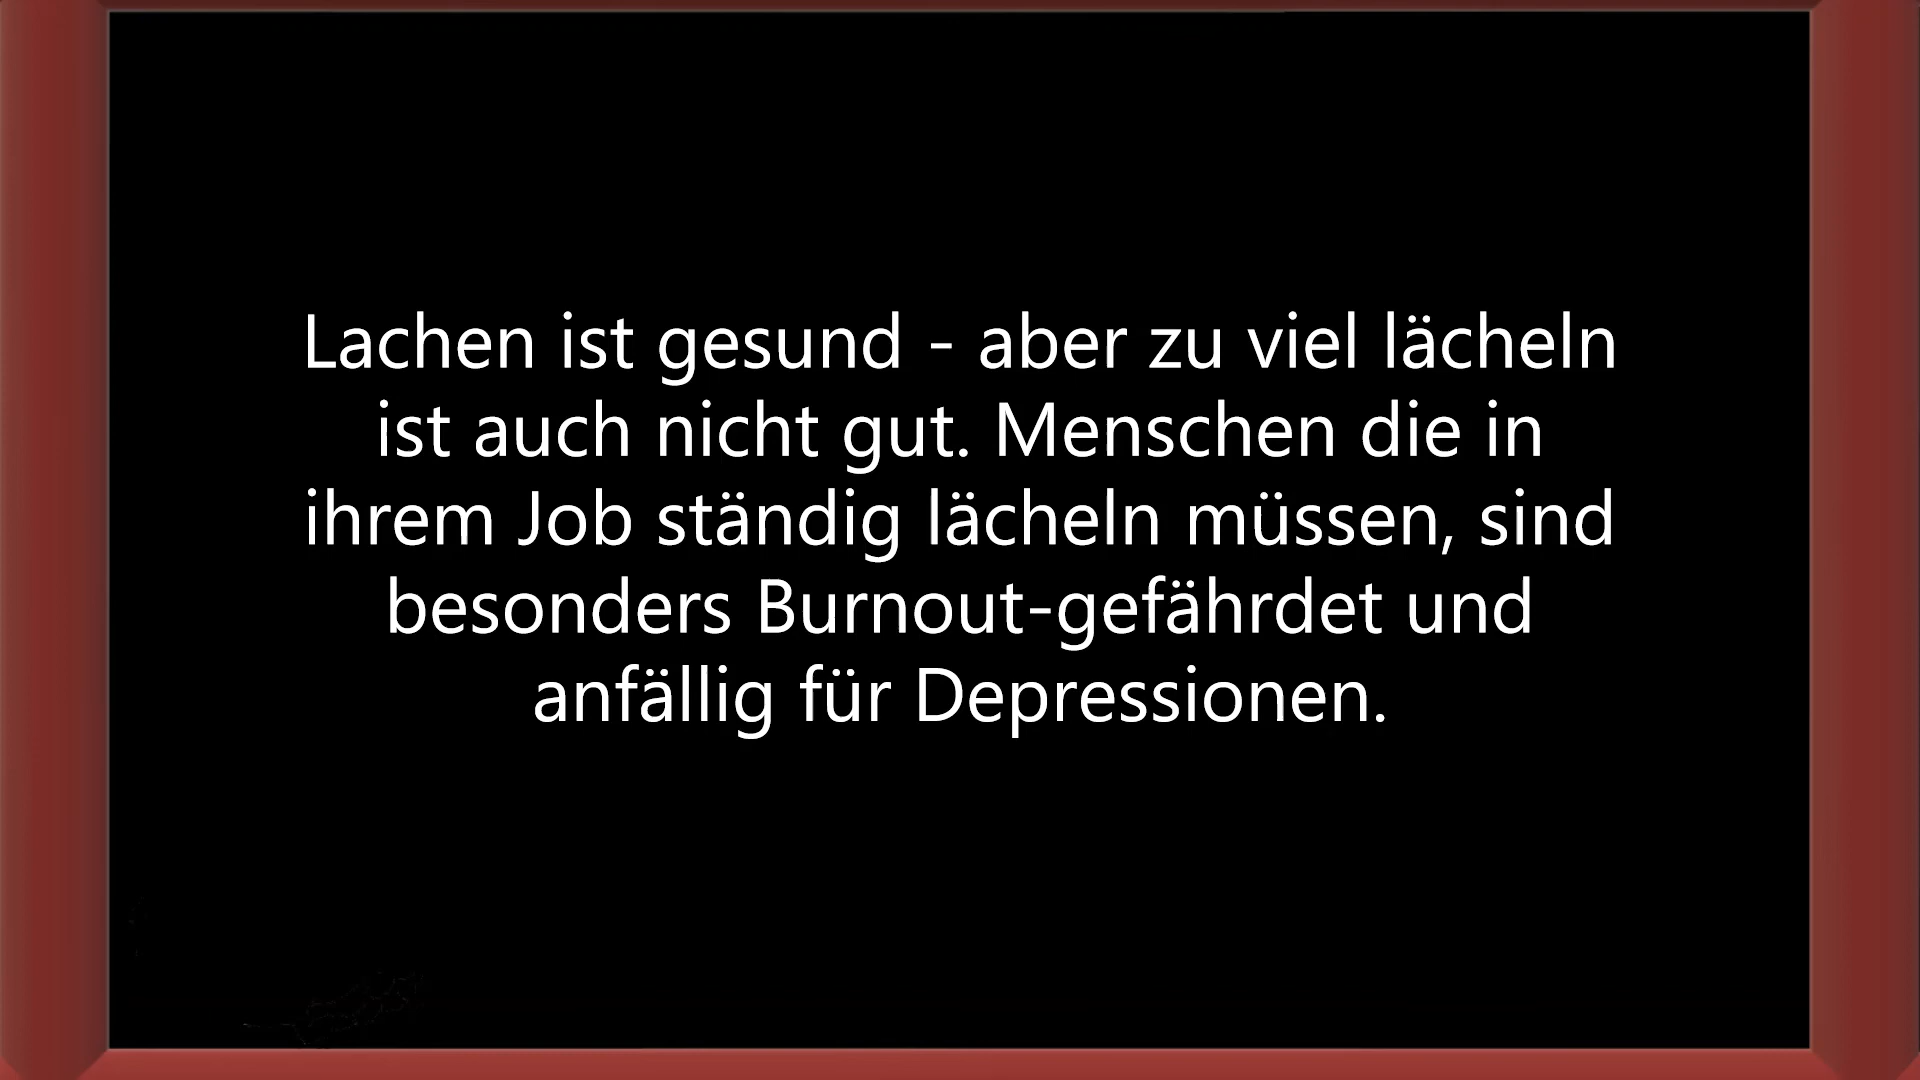 Lachen ist gesund - aber zu viel lächeln
ist auch nicht gut. Menschen die in
ihrem Job ständig lächeln müssen, sind
besonders Burnout-gefährdet und
anfällig für Depressionen.